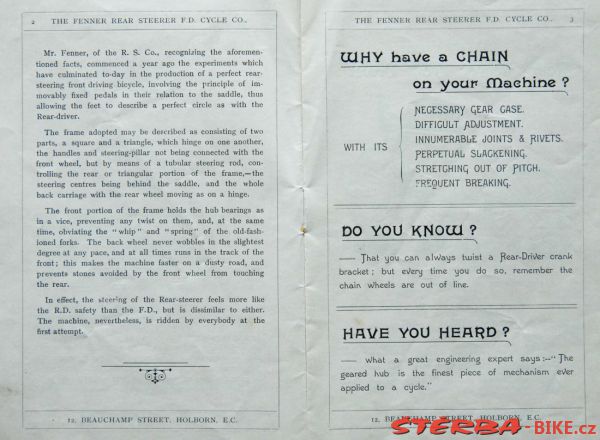 2 THE FENNER REAR STEERER F.D. CYCLE CO.,
Mr. Fenner, of the R. S. Co., recognizing the aforemen-
tioned facts, commenced a year ago the experiments which
have culminated to-day in the production of a perfect rear-
steering front driving bicycle, involving the principle of im-
movably fixed pedals in their relation to the saddle, thus
allowing the feet to describe a perfect circle as with the
Rear-driver.
The frame adopted may be described as consisting of two
parts, a square and a triangle, which hinge on one another,
the handles and steering-pillar not being connected with the
front wheel, but by means of a tubular steering rod, con-
trolling the rear or triangular portion of the frame,—the
steering centres being behind the saddle, and the whole
back carriage with the rear wheel moving as on a hinge.
The front portion of the frame holds the hub bearings as
in a vice, preventing any twist on them, and, at the same
time, obviating the "whip" and "spring" of the old-fash-
ioned forks. The back wheel never wobbles in the slightest
degree at any pace, and at all times runs in the track of the
front; this makes the machine faster on a dusty road, and
prevents stones avoided by the front wheel from touching
the rear.
In effect, the steering of the Rear-steerer feels more like
the R.D. safety than the F.D., but is dissimilar to either.
The machine, nevertheless, is ridden by everybody at the
first attempt.
12, BEAUCHAMP STREET, HOLBORN, E.C.
THE FENNER REAR STEERER F.D. CYCLE CO., 3
WHY have a CHAIN
on your Machine?
WITH ITS
NECESSARY GEAR CASE.
DIFFICULT ADJUSTMENT.
INNUMERABLE JOINTS & RIVETS.
PERPETUAL SLACKENING.
STRETCHING OUT OF PITCH.
FREQUENT BREAKING.
DO YOU KNOW?
— That you can always twist a Rear-Driver crank
bracket; but every time you do so, remember the
chain wheels are out of line.
HAVE YOU HEARD?
— what a great engineering expert says:—"The
geared hub is the finest piece of mechanism ever
applied to a cycle."
12, BEAUCHAMP STREET, HOLBORN, E.C.
STERBA-BIKE.cz